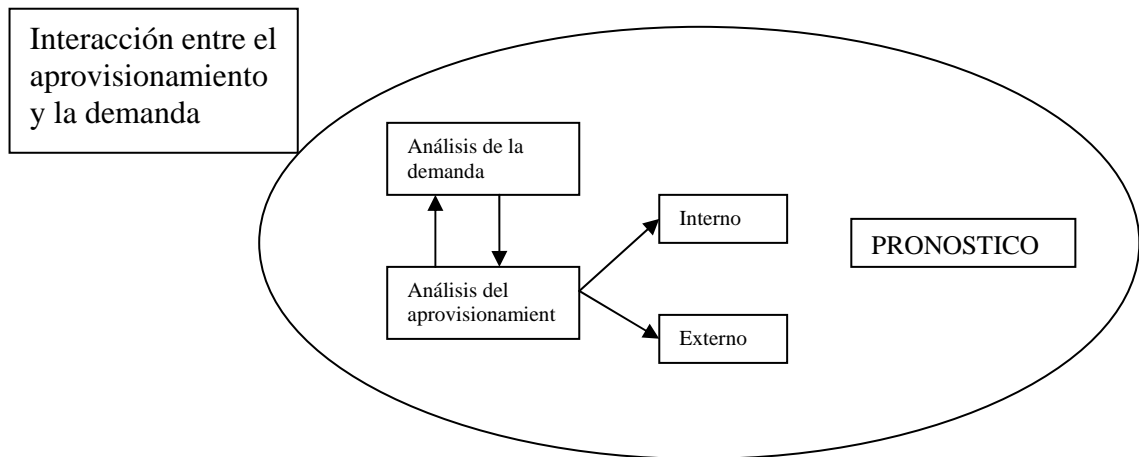 Interacción entre el
aprovisionamiento
y la demanda
Análisis de la
demanda
Interno
PRONOSTICO
Análisis del
aprovisionamient
Externo